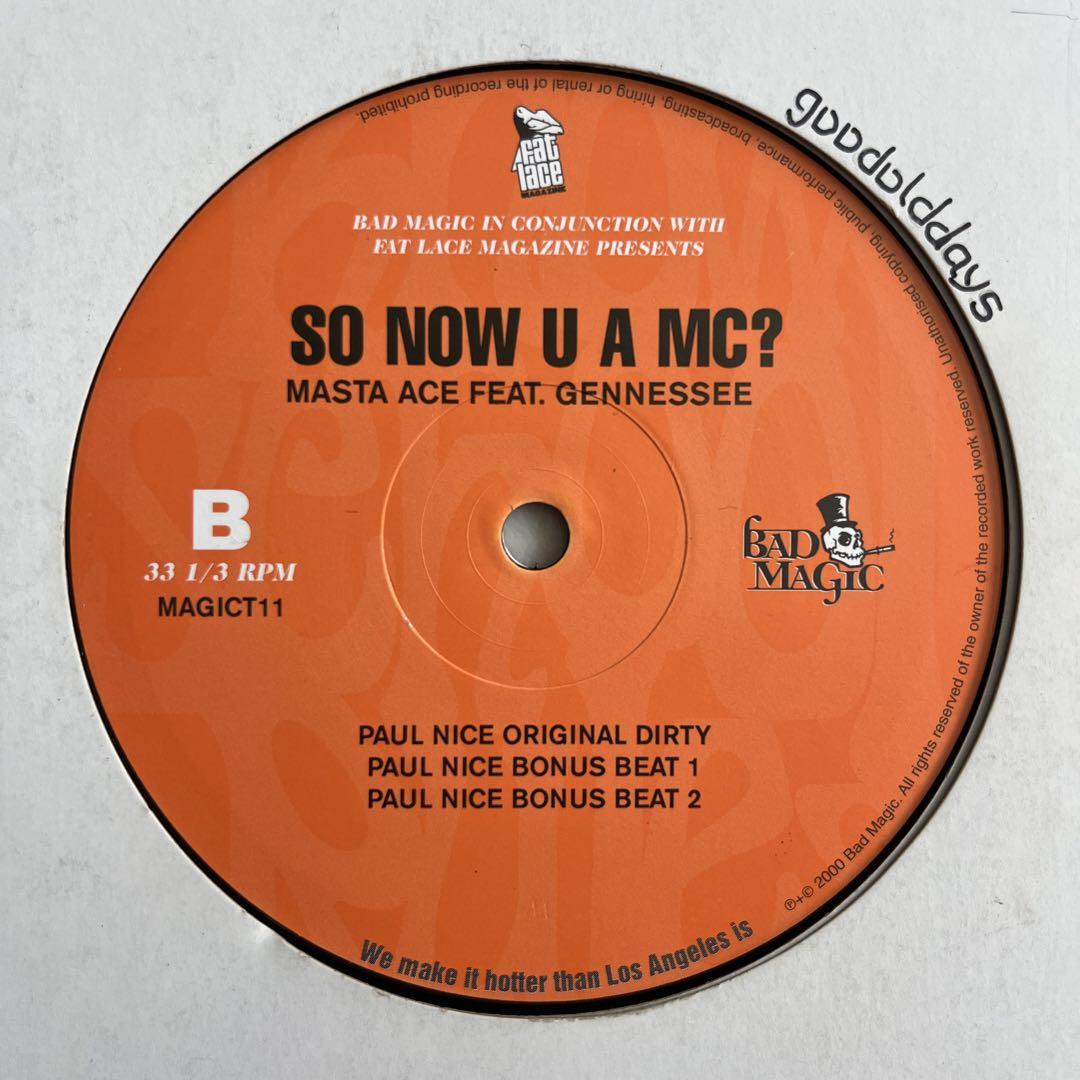 fat
lace
MAGAZINE
BAD MAGIC IN CONJUNCTION WITH
FAT LACE MAGAZINE PRESENTS
SO NOW U A MC?
MASTA ACE FEAT. GENNESSEE
B
33 1/3 RPM
MAGICT11
BAD
MAGIC
PAUL NICE ORIGINAL DIRTY
PAUL NICE BONUS BEAT 1
PAUL NICE BONUS BEAT 2
We make it hotter than Los Angeles is
℗+© 2000 Bad Magic. All rights reserved of the owner of the recorded work reserved. Unathorised copying, public performance, broadcasting, hiring, or rental of the recording prohibited.
goodolddays